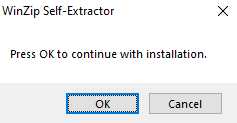 WinZip Self-Extractor
Press OK to continue with installation.
OK
Cancel